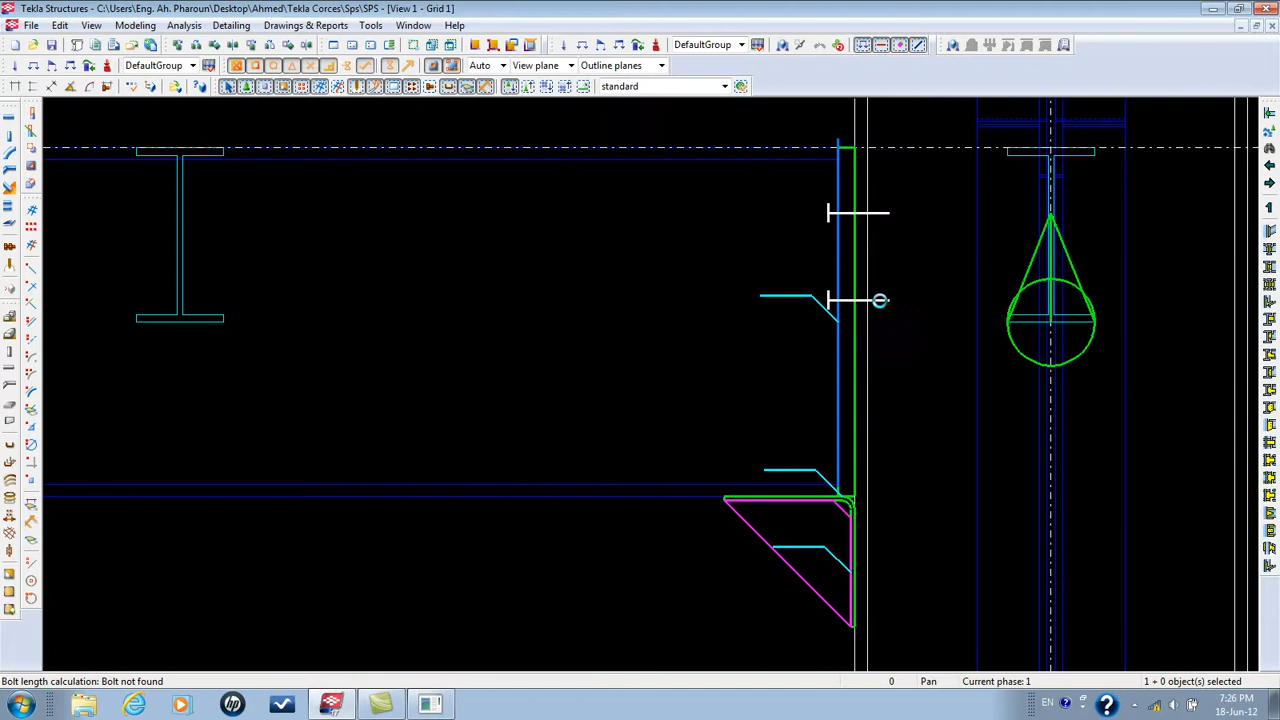 Tekla Structures - C:\Users\Eng. Ah. Pharoun\Desktop\Ahmed\Tekla Corces\Sps\SPS - [View 1 - Grid 1]
File Edit View Modeling Analysis Detailing Drawings & Reports Tools Window Help
DefaultGroup DefaultGroup
DefaultGroup Auto View plane Outline planes
standard
Bolt length calculation: Bolt not found 0 Pan Current phase: 1 1 + 0 object(s) selected
EN 7:26 PM
18-Jun-12